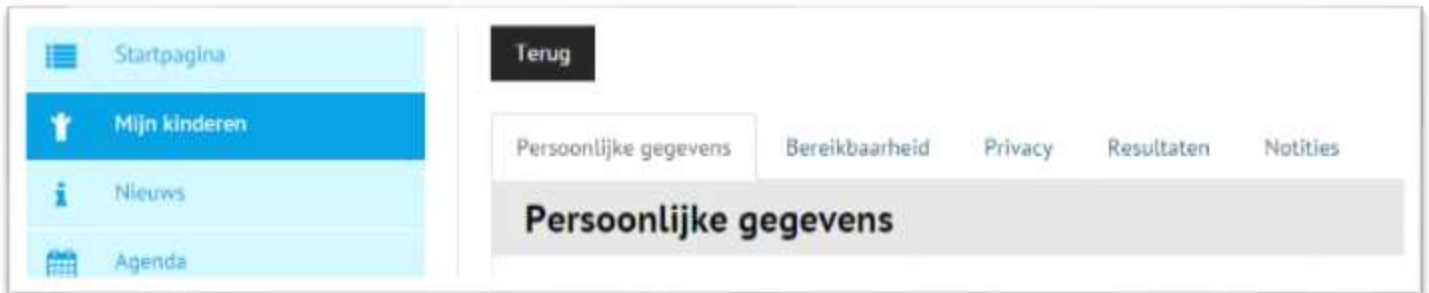 Startpagina
Mijn kinderen
Nieuws
Agenda
Terug
Persoonlijke gegevens Bereikbaarheid Privacy Resultaten Notities
Persoonlijke gegevens